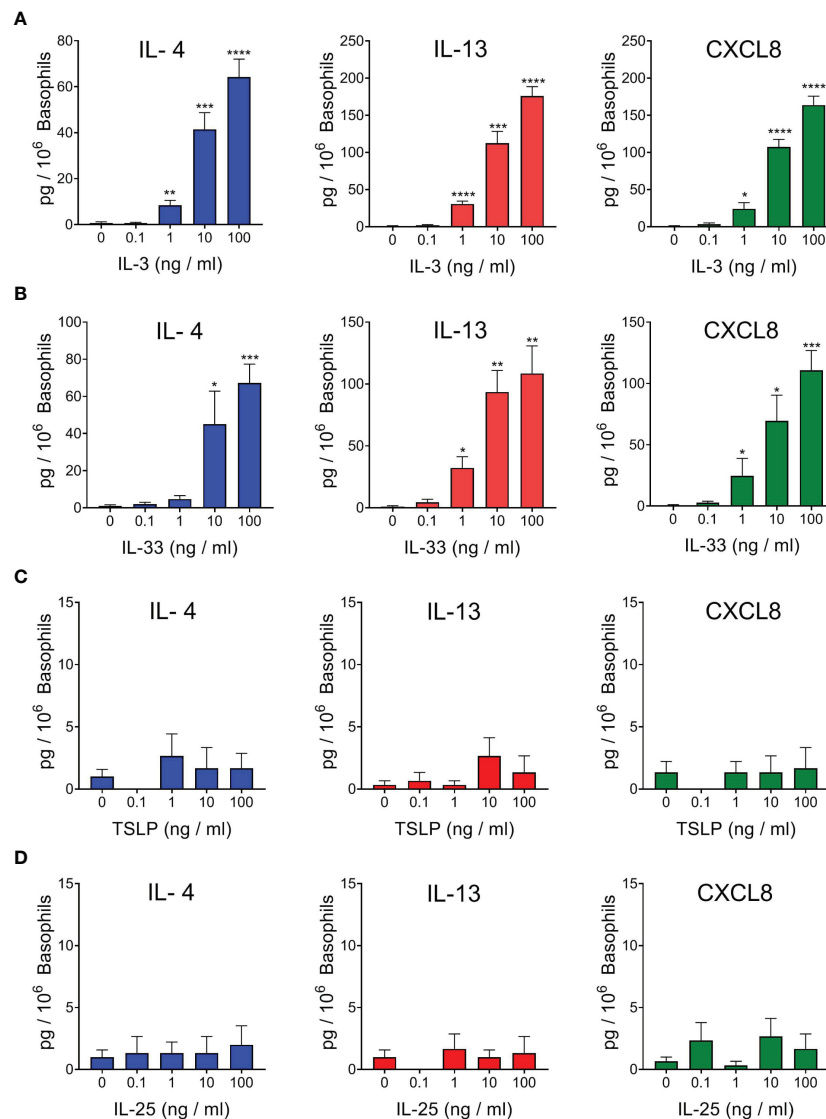 A
IL- 4 IL-13 CXCL8
pg / 10⁶ Basophils
80
60
40
20
0
** *** ****
0 0.1 1 10 100
IL-3 (ng / ml)
pg / 10⁶ Basophils
250
200
150
100
50
0
**** *** ****
0 0.1 1 10 100
IL-3 (ng / ml)
pg / 10⁶ Basophils
250
200
150
100
50
0
* **** ****
0 0.1 1 10 100
IL-3 (ng / ml)
B
IL- 4 IL-13 CXCL8
pg / 10⁶ Basophils
100
80
60
40
20
0
* ***
0 0.1 1 10 100
IL-33 (ng / ml)
pg / 10⁶ Basophils
150
100
50
0
* ** **
0 0.1 1 10 100
IL-33 (ng / ml)
pg / 10⁶ Basophils
150
100
50
0
* * ***
0 0.1 1 10 100
IL-33 (ng / ml)
C
IL- 4 IL-13 CXCL8
pg / 10⁶ Basophils
15
10
5
0
0 0.1 1 10 100
TSLP (ng / ml)
pg / 10⁶ Basophils
15
10
5
0
0 0.1 1 10 100
TSLP (ng / ml)
pg / 10⁶ Basophils
15
10
5
0
0 0.1 1 10 100
TSLP (ng / ml)
D
IL- 4 IL-13 CXCL8
pg / 10⁶ Basophils
15
10
5
0
0 0.1 1 10 100
IL-25 (ng / ml)
pg / 10⁶ Basophils
15
10
5
0
0 0.1 1 10 100
IL-25 (ng / ml)
pg / 10⁶ Basophils
15
10
5
0
0 0.1 1 10 100
IL-25 (ng / ml)